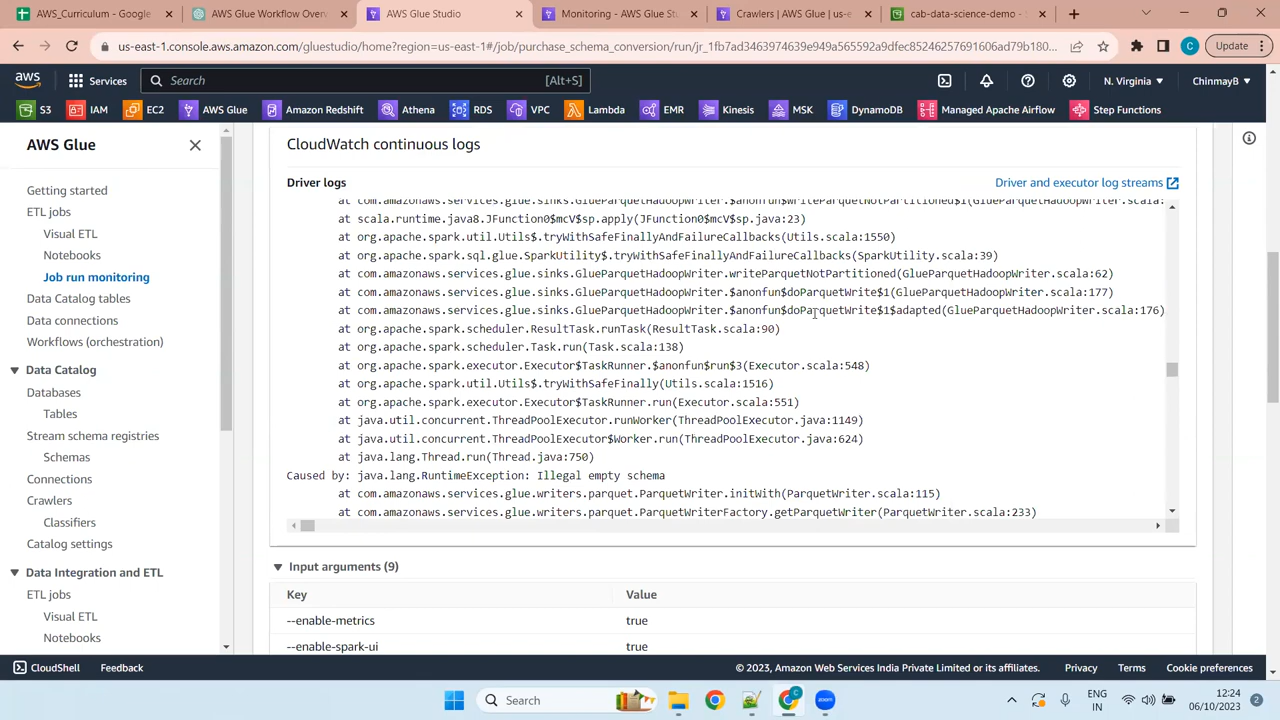 AWS_Curriculum - Google
AWS Glue Workflow Overv
AWS Glue Studio
Monitoring - AWS Glue St
Crawlers | AWS Glue | us-e
cab-data-science-demo -
us-east-1.console.aws.amazon.com/gluestudio/home?region=us-east-1#/job/purchase_schema_conversion/run/jr_1fb7ad3463974639e949a565592a9dfec85246257691606ad79b180...
C
Update
aws
Services
Search
[Alt+S]
N. Virginia
ChinmayB
S3
IAM
EC2
AWS Glue
Amazon Redshift
Athena
RDS
VPC
Lambda
EMR
Kinesis
MSK
DynamoDB
Managed Apache Airflow
Step Functions
AWS Glue
Getting started
ETL jobs
Visual ETL
Notebooks
Job run monitoring
Data Catalog tables
Data connections
Workflows (orchestration)
Data Catalog
Databases
Tables
Stream schema registries
Schemas
Connections
Crawlers
Classifiers
Catalog settings
Data Integration and ETL
ETL jobs
Visual ETL
Notebooks
CloudWatch continuous logs
Driver logs
Driver and executor log streams
at com.amazonaws.services.glue.sinks.GlueParquetHadoopWriter.$anonfun$writeParquetNotPartitioned$1(GlueParquetHadoopWriter.scala:
at scala.runtime.java8.JFunction0$mcV$sp.apply(JFunction0$mcV$sp.java:23)
at org.apache.spark.util.Utils$.tryWithSafeFinallyAndFailureCallbacks(Utils.scala:1550)
at org.apache.spark.sql.glue.SparkUtility$.tryWithSafeFinallyAndFailureCallbacks(SparkUtility.scala:39)
at com.amazonaws.services.glue.sinks.GlueParquetHadoopWriter.writeParquetNotPartitioned(GlueParquetHadoopWriter.scala:62)
at com.amazonaws.services.glue.sinks.GlueParquetHadoopWriter.$anonfun$doParquetWrite$1(GlueParquetHadoopWriter.scala:177)
at com.amazonaws.services.glue.sinks.GlueParquetHadoopWriter.$anonfun$doParquetWrite$1$adapted(GlueParquetHadoopWriter.scala:176)
at org.apache.spark.scheduler.ResultTask.runTask(ResultTask.scala:90)
at org.apache.spark.scheduler.Task.run(Task.scala:138)
at org.apache.spark.executor.Executor$TaskRunner.$anonfun$run$3(Executor.scala:548)
at org.apache.spark.util.Utils$.tryWithSafeFinally(Utils.scala:1516)
at org.apache.spark.executor.Executor$TaskRunner.run(Executor.scala:551)
at java.util.concurrent.ThreadPoolExecutor.runWorker(ThreadPoolExecutor.java:1149)
at java.util.concurrent.ThreadPoolExecutor$Worker.run(ThreadPoolExecutor.java:624)
at java.lang.Thread.run(Thread.java:750)
Caused by: java.lang.RuntimeException: Illegal empty schema
at com.amazonaws.services.glue.writers.parquet.ParquetWriter.initWith(ParquetWriter.scala:115)
at com.amazonaws.services.glue.writers.parquet.ParquetWriterFactory.getParquetWriter(ParquetWriter.scala:233)
Input arguments (9)
Key
Value
--enable-metrics
true
--enable-spark-ui
true
CloudShell
Feedback
© 2023, Amazon Web Services India Private Limited or its affiliates.
Privacy
Terms
Cookie preferences
Search
zoom
ENG
IN
12:24
06/10/2023
2